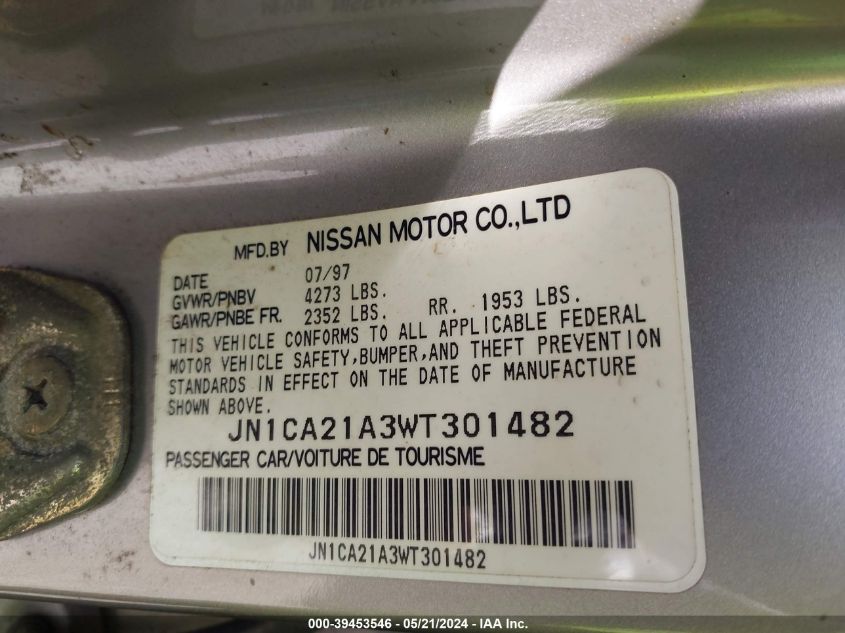 MFD.BY NISSAN MOTOR CO.,LTD
DATE 07/97
GVWR/PNBV 4273 LBS.
GAWR/PNBE FR. 2352 LBS. RR. 1953 LBS.
THIS VEHICLE CONFORMS TO ALL APPLICABLE FEDERAL
MOTOR VEHICLE SAFETY,BUMPER,AND THEFT PREVENTION
STANDARDS IN EFFECT ON THE DATE OF MANUFACTURE
SHOWN ABOVE.
JN1CA21A3WT301482
PASSENGER CAR/VOITURE DE TOURISME
JN1CA21A3WT301482
000-39453546 - 05/21/2024 - IAA Inc.